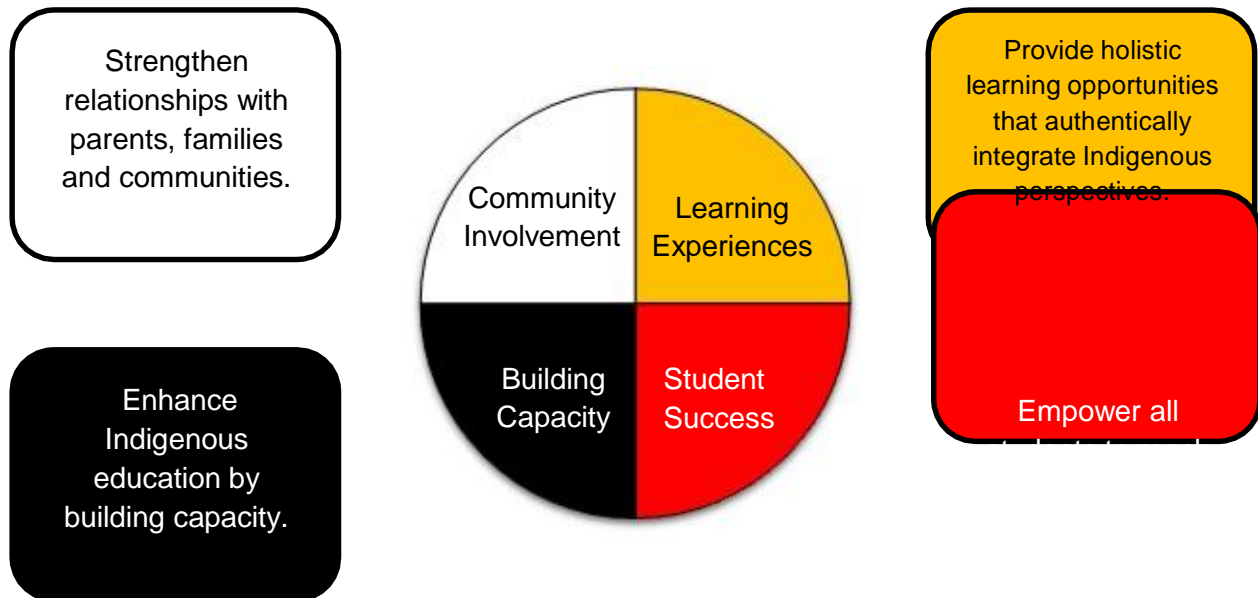 Strengthen
relationships with
parents, families
and communities.
Community
Involvement
Learning
Experiences
Provide holistic
learning opportunities
that authentically
integrate Indigenous
perspectives.
Enhance
Indigenous
education by
building capacity.
Building
Capacity
Student
Success
Empower all